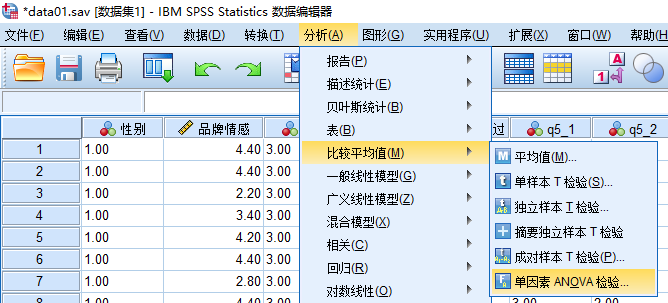 *data01.sav [数据集1] - IBM SPSS Statistics 数据编辑器
文件(F) 编辑(E) 查看(V) 数据(D) 转换(T) 分析(A) 图形(G) 实用程序(U) 扩展(X) 窗口(W) 帮助(H
报告(P)
描述统计(E)
贝叶斯统计(B)
表(B)
比较平均值(M)
一般线性模型(G)
广义线性模型(Z)
混合模型(X)
相关(C)
回归(R)
对数线性(O)
平均值(M)...
单样本 T 检验(S)...
独立样本 T 检验...
摘要独立样本 T 检验
成对样本 T 检验(P)...
单因素 ANOVA 检验...
性别 品牌情感 过 q5_1 q5_2
1 1.00 4.40 3.00
2 1.00 4.40 3.00
3 1.00 2.20 3.00
4 1.00 3.40 3.00
5 1.00 4.20 3.00
6 1.00 4.40 3.00
7 1.00 2.80 3.00